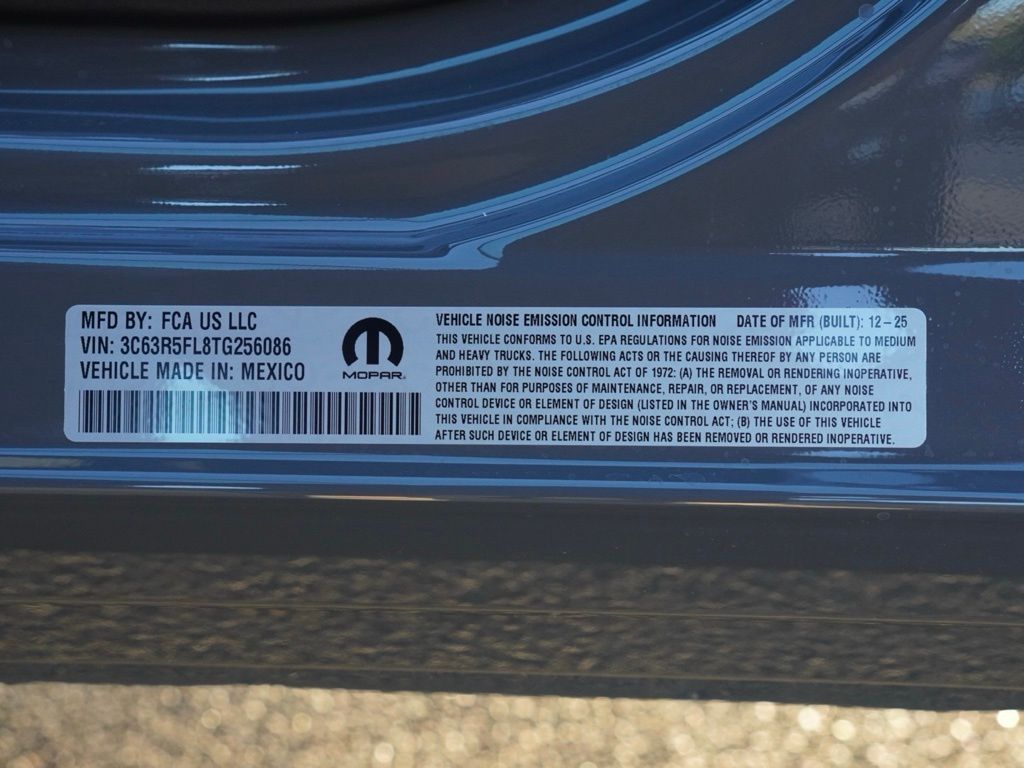 MFD BY: FCA US LLC
VIN: 3C63R5FL8TG256086
VEHICLE MADE IN: MEXICO
MOPAR®
VEHICLE NOISE EMISSION CONTROL INFORMATION DATE OF MFR (BUILT): 12–25
THIS VEHICLE CONFORMS TO U.S. EPA REGULATIONS FOR NOISE EMISSION APPLICABLE TO MEDIUM
AND HEAVY TRUCKS. THE FOLLOWING ACTS OR THE CAUSING THEREOF BY ANY PERSON ARE
PROHIBITED BY THE NOISE CONTROL ACT OF 1972: (A) THE REMOVAL OR RENDERING INOPERATIVE,
OTHER THAN FOR PURPOSES OF MAINTENANCE, REPAIR, OR REPLACEMENT, OF ANY NOISE
CONTROL DEVICE OR ELEMENT OF DESIGN (LISTED IN THE OWNER'S MANUAL) INCORPORATED INTO
THIS VEHICLE IN COMPLIANCE WITH THE NOISE CONTROL ACT; (B) THE USE OF THIS VEHICLE
AFTER SUCH DEVICE OR ELEMENT OF DESIGN HAS BEEN REMOVED OR RENDERED INOPERATIVE.